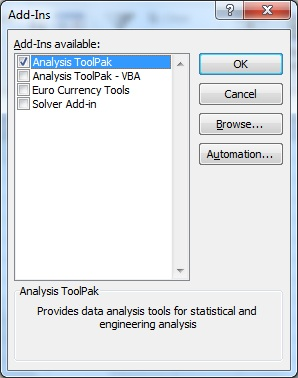 Add-Ins
Add-Ins available:
Analysis ToolPak
Analysis ToolPak - VBA
Euro Currency Tools
Solver Add-in
OK
Cancel
Browse...
Automation...
Analysis ToolPak
Provides data analysis tools for statistical and
engineering analysis